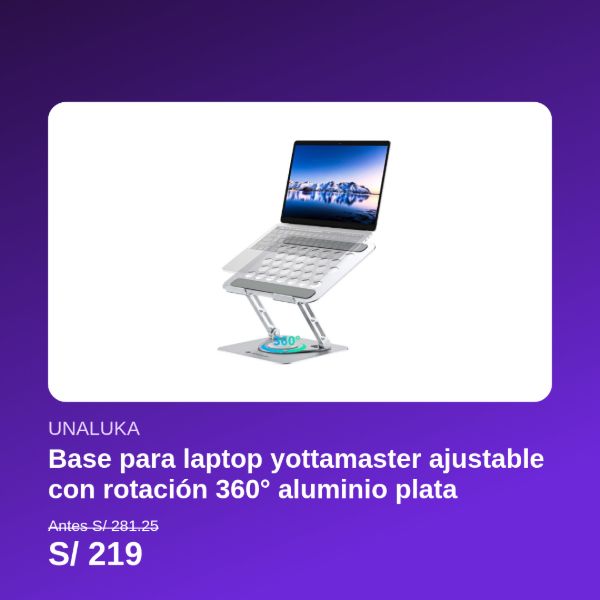 360°
UNALUKA
Base para laptop yottamaster ajustable
con rotación 360° aluminio plata
Antes S/ 281.25
S/ 219